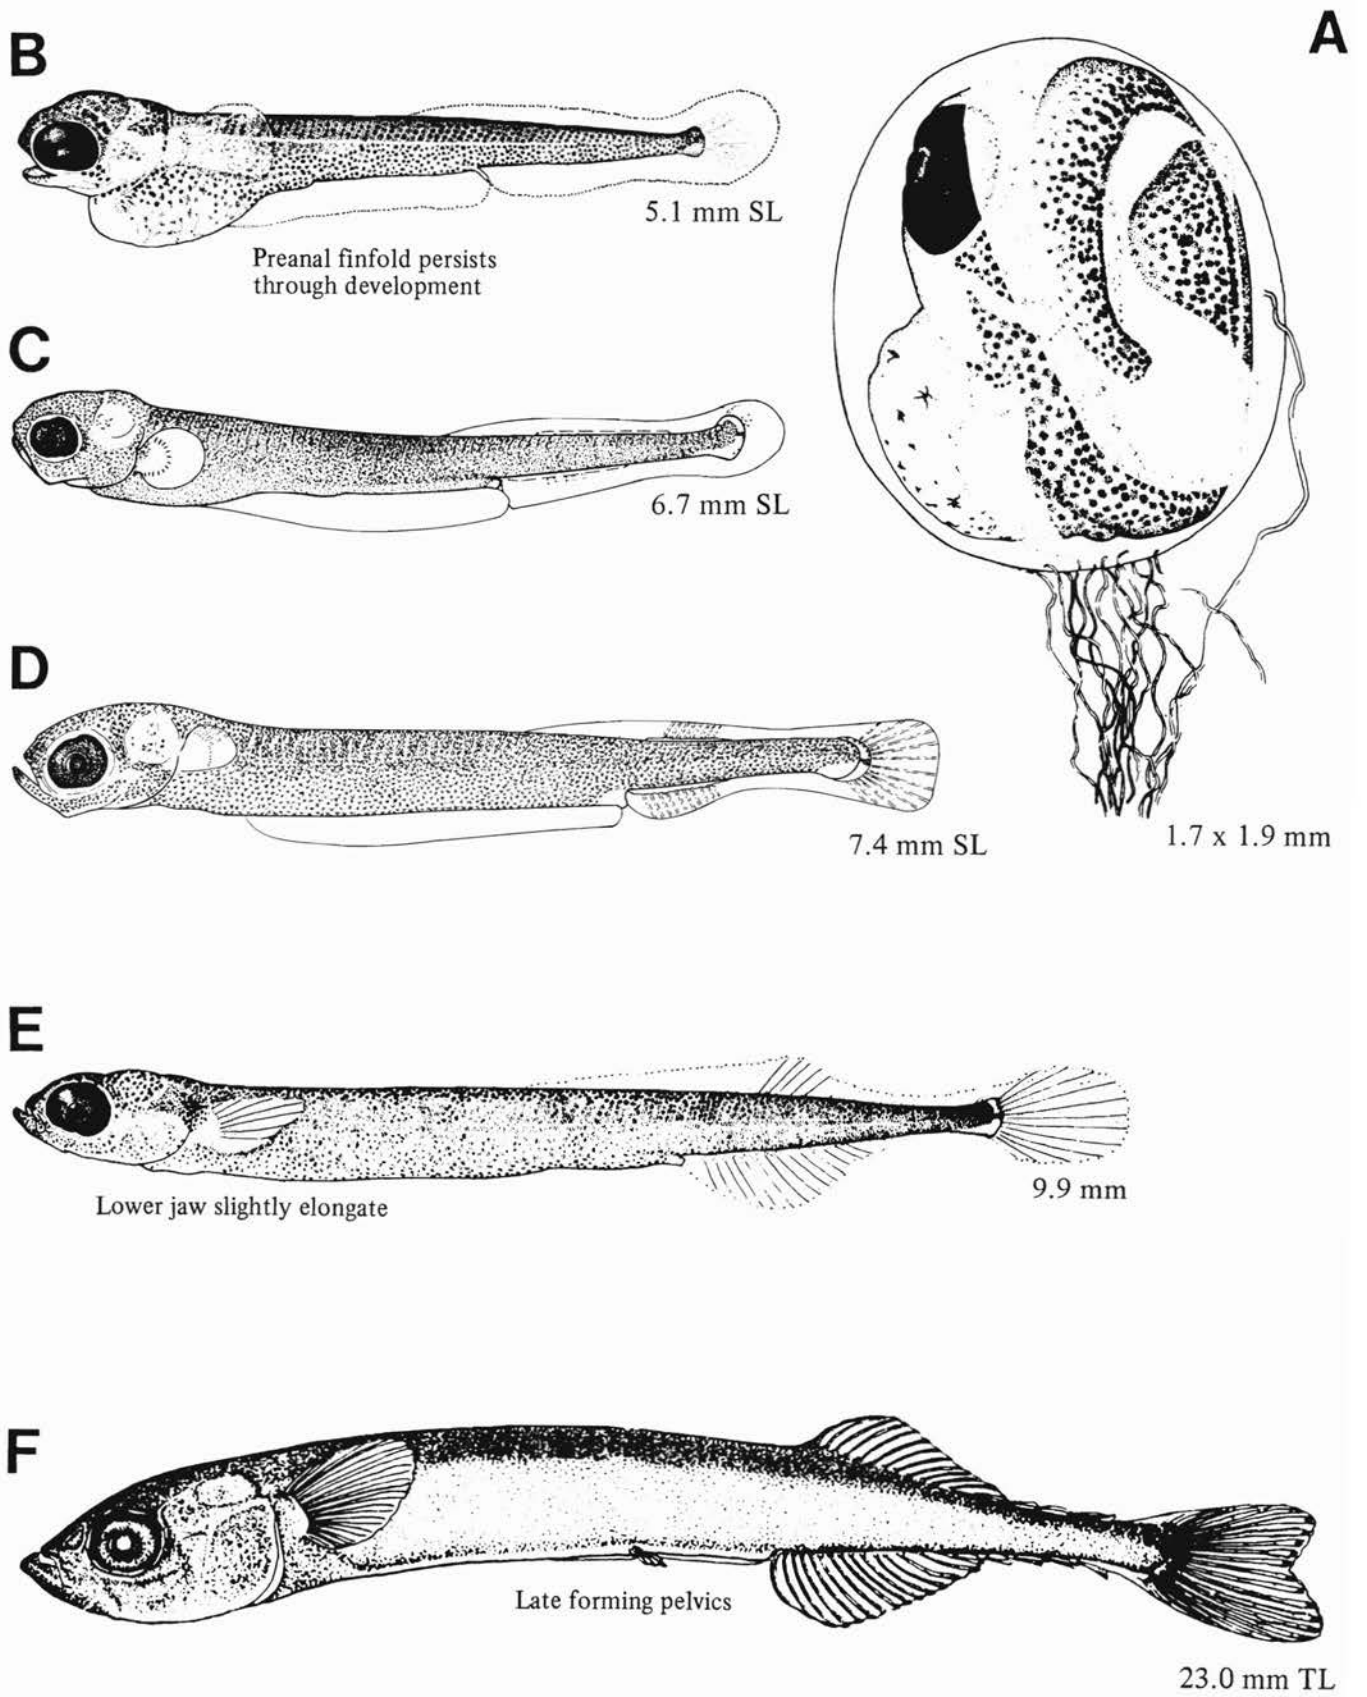 A
B
5.1 mm SL
Preanal finfold persists
through development
C
6.7 mm SL
D
7.4 mm SL
1.7 x 1.9 mm
E
9.9 mm
Lower jaw slightly elongate
F
Late forming pelvics
23.0 mm TL